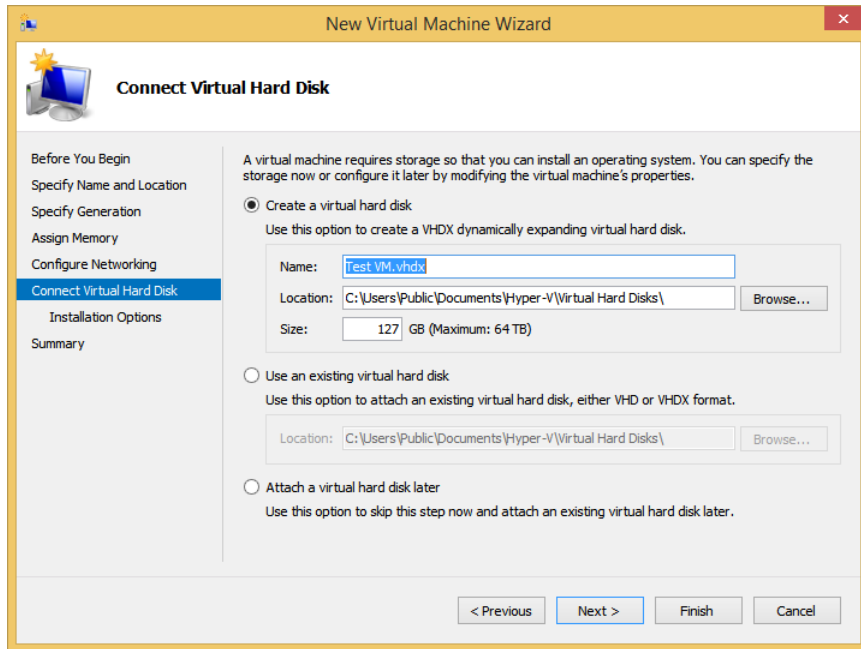 New Virtual Machine Wizard
Connect Virtual Hard Disk
Before You Begin
Specify Name and Location
Specify Generation
Assign Memory
Configure Networking
Connect Virtual Hard Disk
Installation Options
Summary
A virtual machine requires storage so that you can install an operating system. You can specify the
storage now or configure it later by modifying the virtual machine's properties.
Create a virtual hard disk
Use this option to create a VHDX dynamically expanding virtual hard disk.
Name: Test VM.vhdx
Location: C:\Users\Public\Documents\Hyper-V\Virtual Hard Disks\ Browse...
Size: 127 GB (Maximum: 64 TB)
Use an existing virtual hard disk
Use this option to attach an existing virtual hard disk, either VHD or VHDX format.
Location: C:\Users\Public\Documents\Hyper-V\Virtual Hard Disks\ Browse...
Attach a virtual hard disk later
Use this option to skip this step now and attach an existing virtual hard disk later.
< Previous Next > Finish Cancel